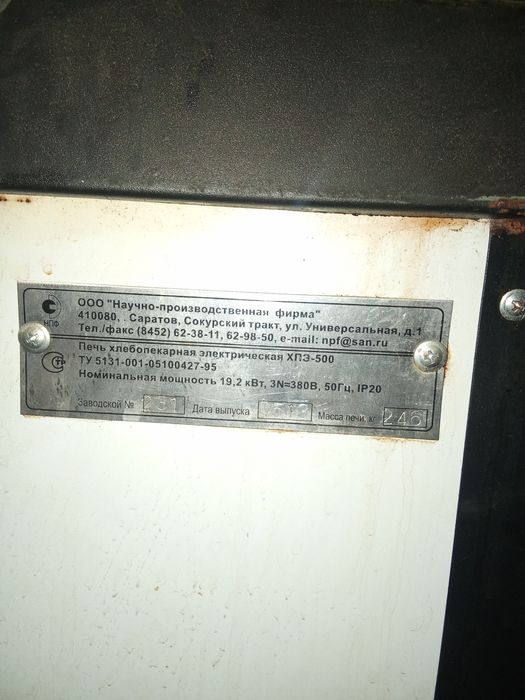 ООО "Научно-производственная фирма"
410080, . Саратов, Сокурский тракт, ул. Универсальная, д.1
Тел./факс (8452) 62-38-11, 62-98-50, e-mail: npf@san.ru
НПФ
Печь хлебопекарная электрическая ХПЭ-500
ТУ 5131-001-05100427-95
Номинальная мощность 19,2 кВт, 3N≈380В, 50Гц, IP20
Заводской № Дата выпуска Масса печи, кг 246